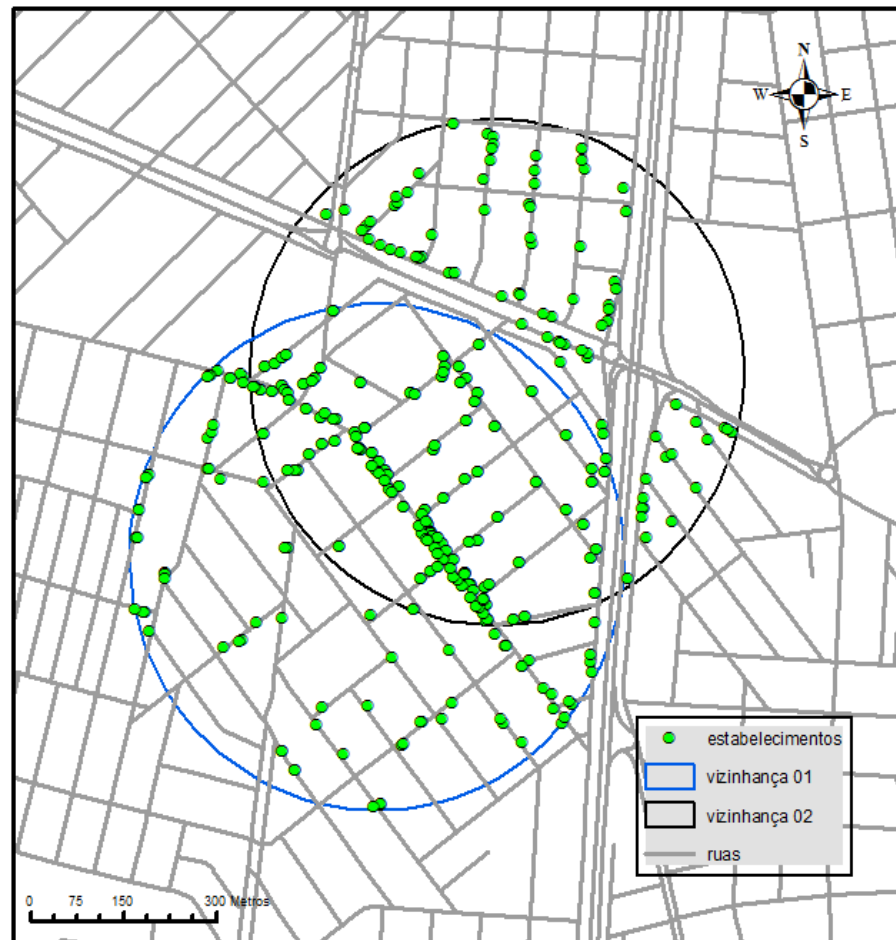 N
W E
S
estabelecimentos
vizinhança 01
vizinhança 02
ruas
0 75 150 300 Metros